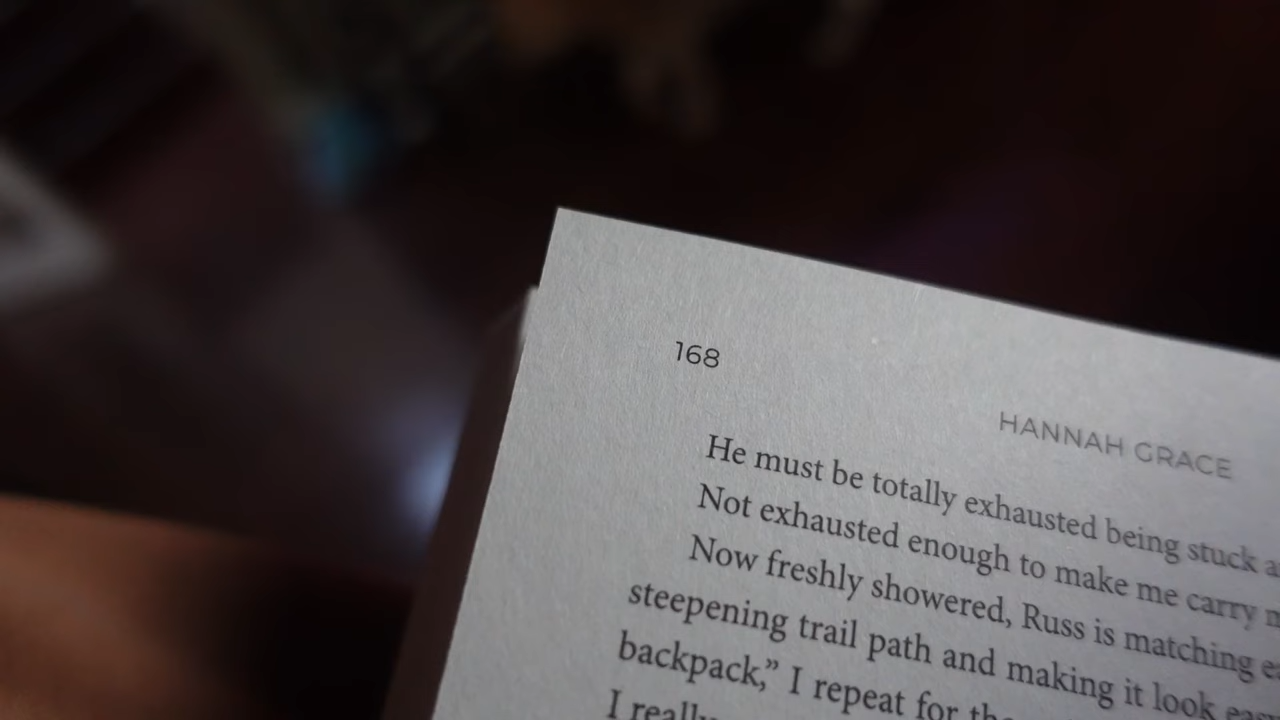 168
HANNAH GRACE
He must be totally exhausted being stuck
Not exhausted enough to make me carry
Now freshly showered, Russ is matching
steepening trail path and making it look
backpack,” I repeat for
I really